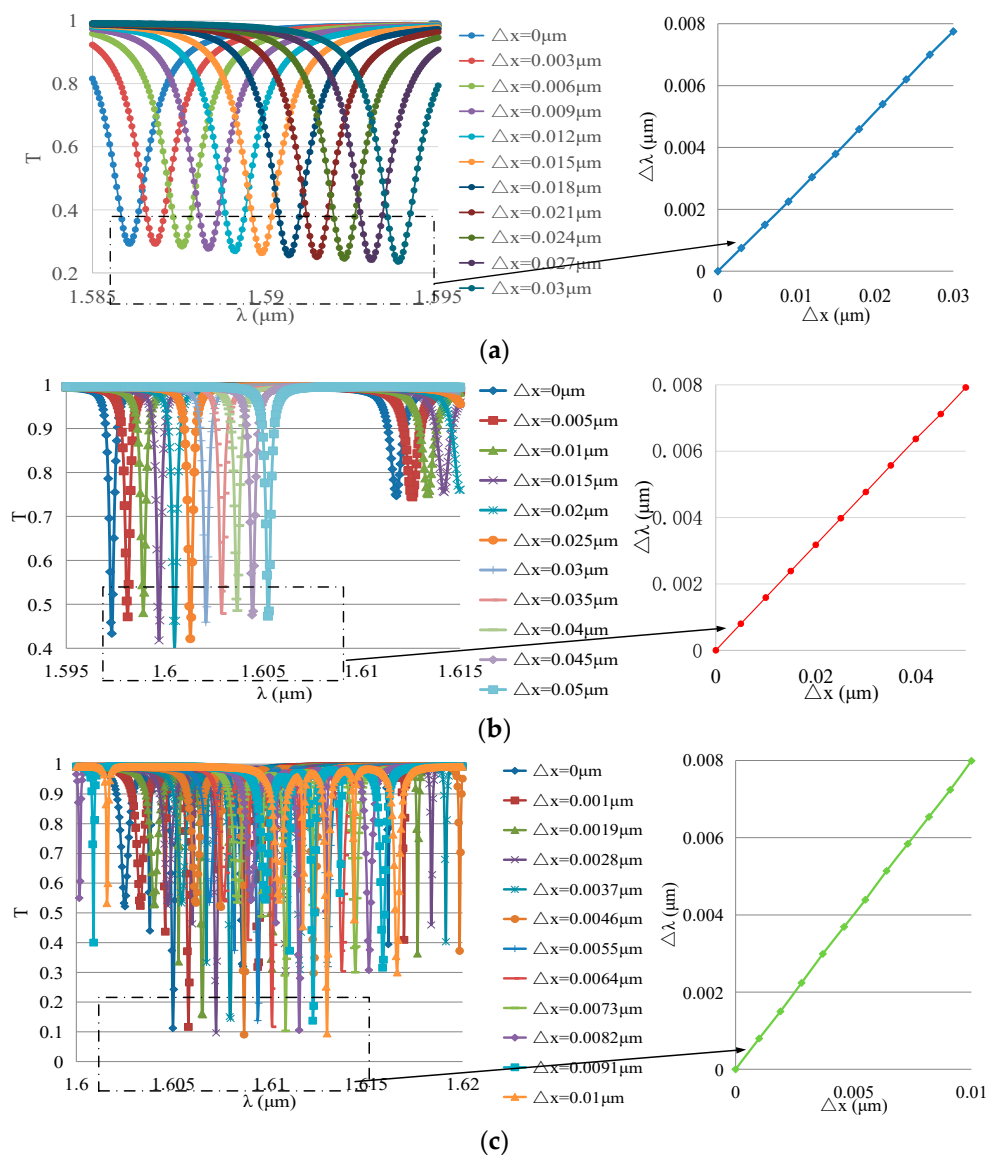 1
0.8
0.6
0.4
0.2
T
1.585
1.59
1.595
λ (μm)
△x=0μm
△x=0.003μm
△x=0.006μm
△x=0.009μm
△x=0.012μm
△x=0.015μm
△x=0.018μm
△x=0.021μm
△x=0.024μm
△x=0.027μm
△x=0.03μm
0.008
0.006
0.004
0.002
0
△λ (μm)
0
0.01
0.02
0.03
△x (μm)
(a)
1
0.9
0.8
0.7
0.6
0.5
0.4
T
1.595
1.6
1.605
1.61
1.615
λ (μm)
△x=0μm
△x=0.005μm
△x=0.01μm
△x=0.015μm
△x=0.02μm
△x=0.025μm
△x=0.03μm
△x=0.035μm
△x=0.04μm
△x=0.045μm
△x=0.05μm
0.008
0.006
0.004
0.002
0
△λ (μm)
0
0.02
0.04
△x (μm)
(b)
1
0.9
0.8
0.7
0.6
0.5
0.4
0.3
0.2
0.1
0
T
1.6
1.605
1.61
1.615
1.62
λ (μm)
△x=0μm
△x=0.001μm
△x=0.0019μm
△x=0.0028μm
△x=0.0037μm
△x=0.0046μm
△x=0.0055μm
△x=0.0064μm
△x=0.0073μm
△x=0.0082μm
△x=0.0091μm
△x=0.01μm
0.008
0.006
0.004
0.002
0
△λ (μm)
0
0.005
0.01
△x (μm)
(c)